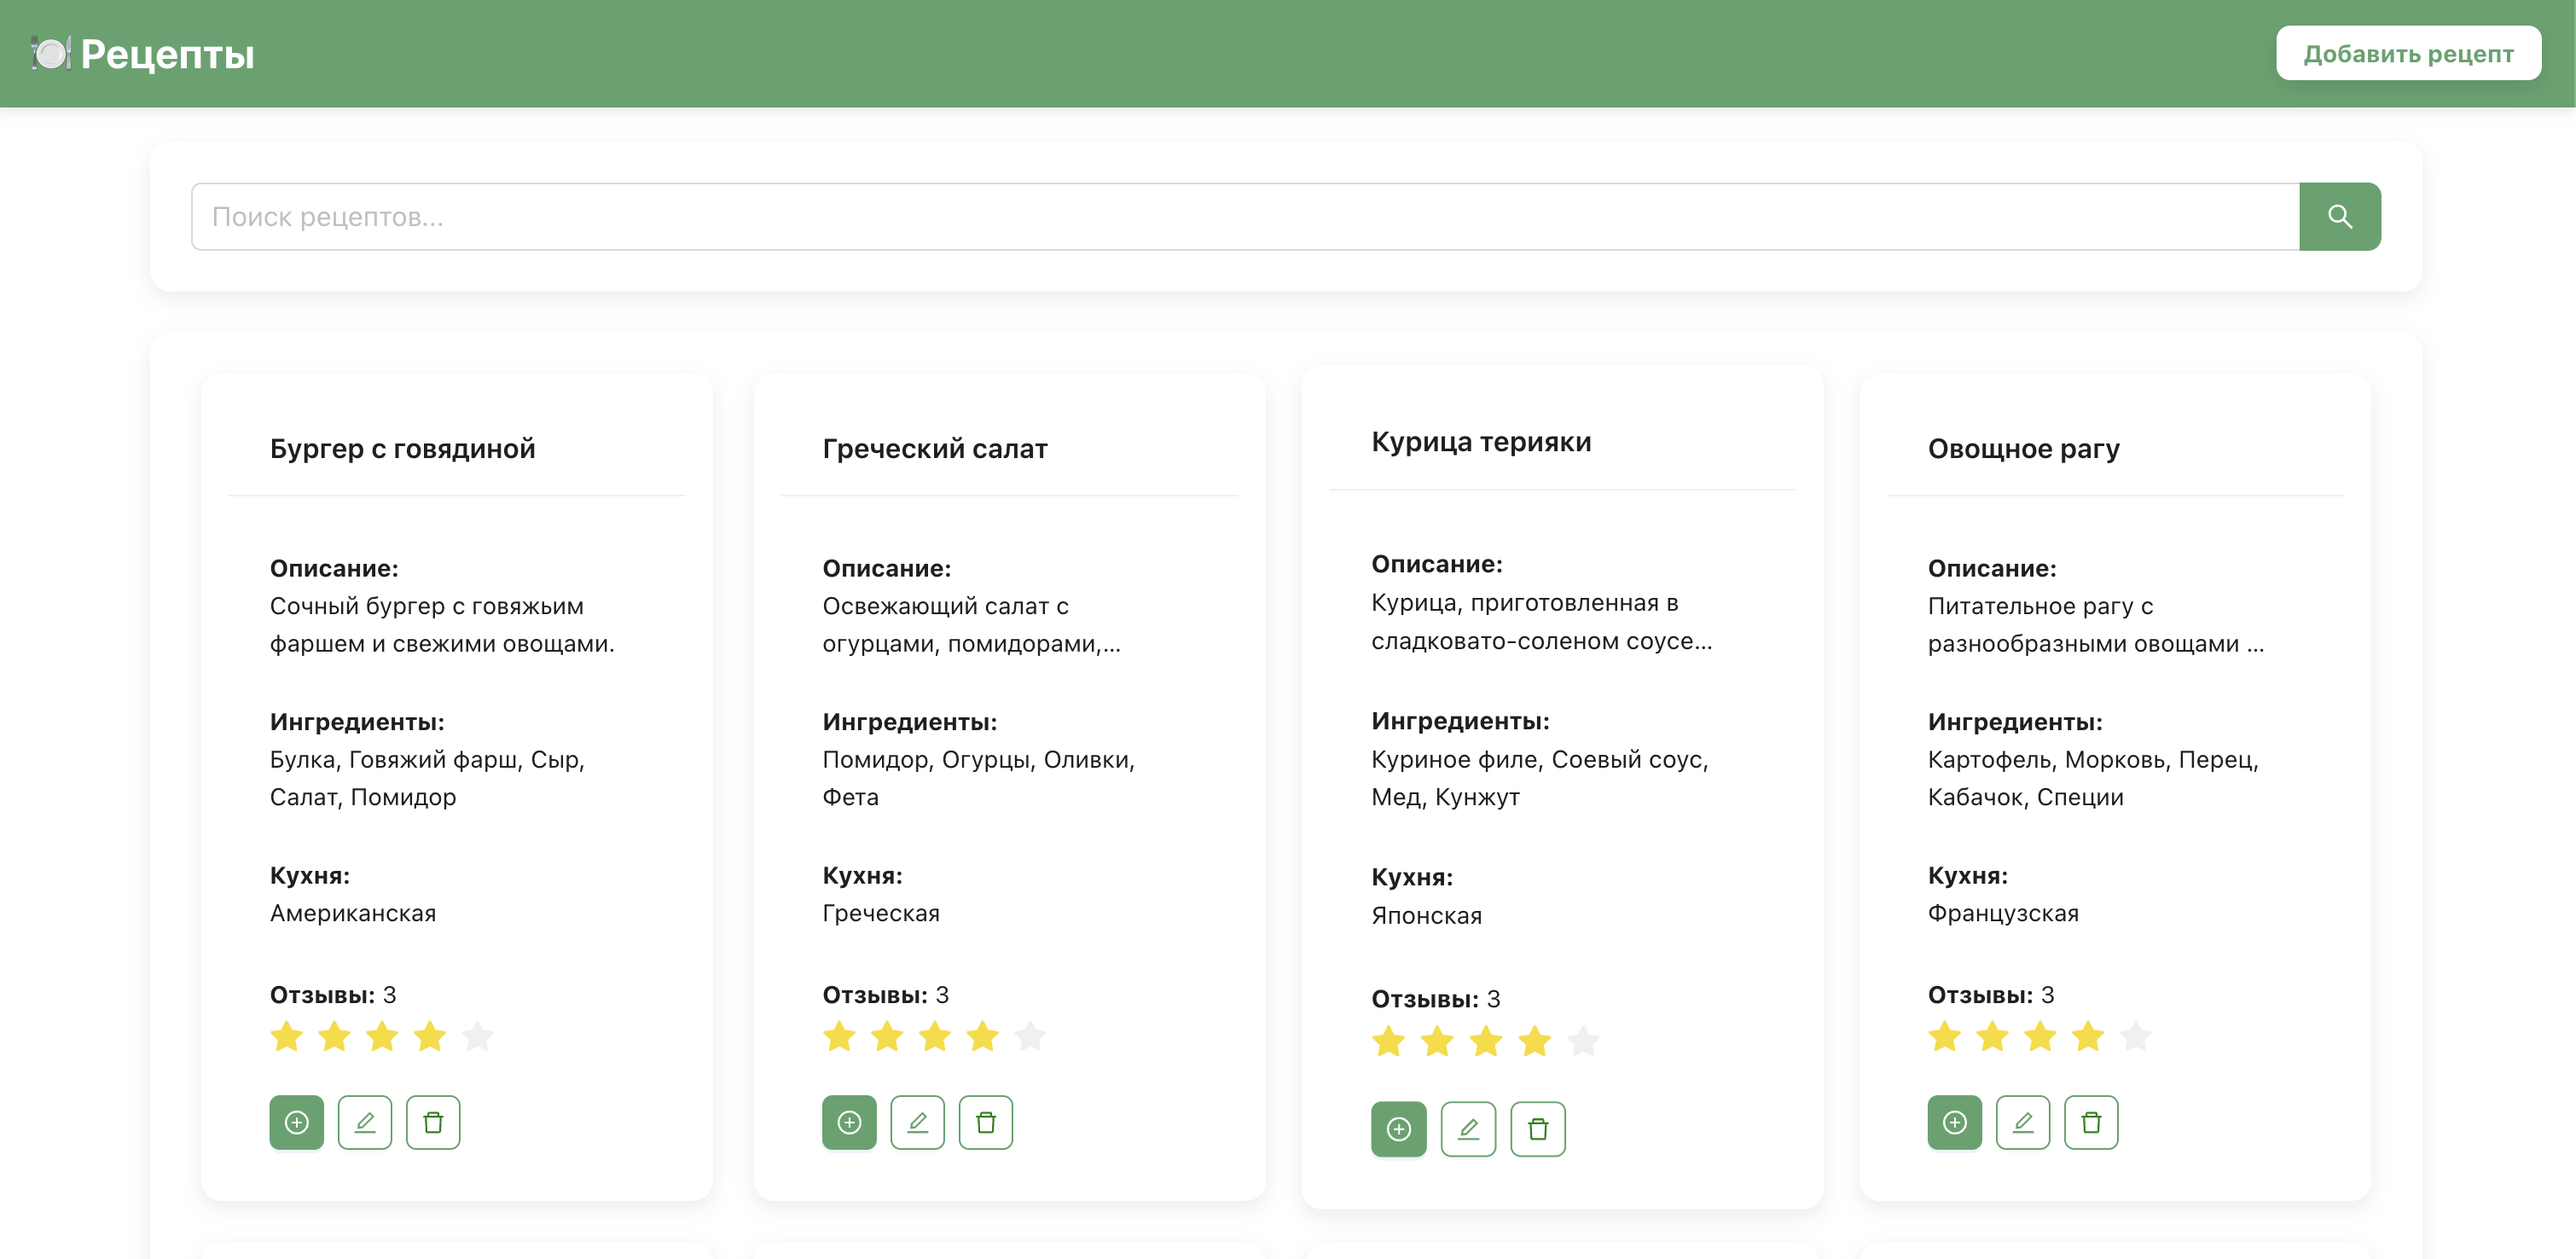 Рецепты
Добавить рецепт
Поиск рецептов...
Бургер с говядиной
Описание:
Сочный бургер с говяжьим
фаршем и свежими овощами.
Ингредиенты:
Булка, Говяжий фарш, Сыр,
Салат, Помидор
Кухня:
Американская
Отзывы: 3
Греческий салат
Описание:
Освежающий салат с
огурцами, помидорами,...
Ингредиенты:
Помидор, Огурцы, Оливки,
Фета
Кухня:
Греческая
Отзывы: 3
Курица терияки
Описание:
Курица, приготовленная в
сладковато-соленом соусе...
Ингредиенты:
Куриное филе, Соевый соус,
Мед, Кунжут
Кухня:
Японская
Отзывы: 3
Овощное рагу
Описание:
Питательное рагу с
разнообразными овощами ...
Ингредиенты:
Картофель, Морковь, Перец,
Кабачок, Специи
Кухня:
Французская
Отзывы: 3